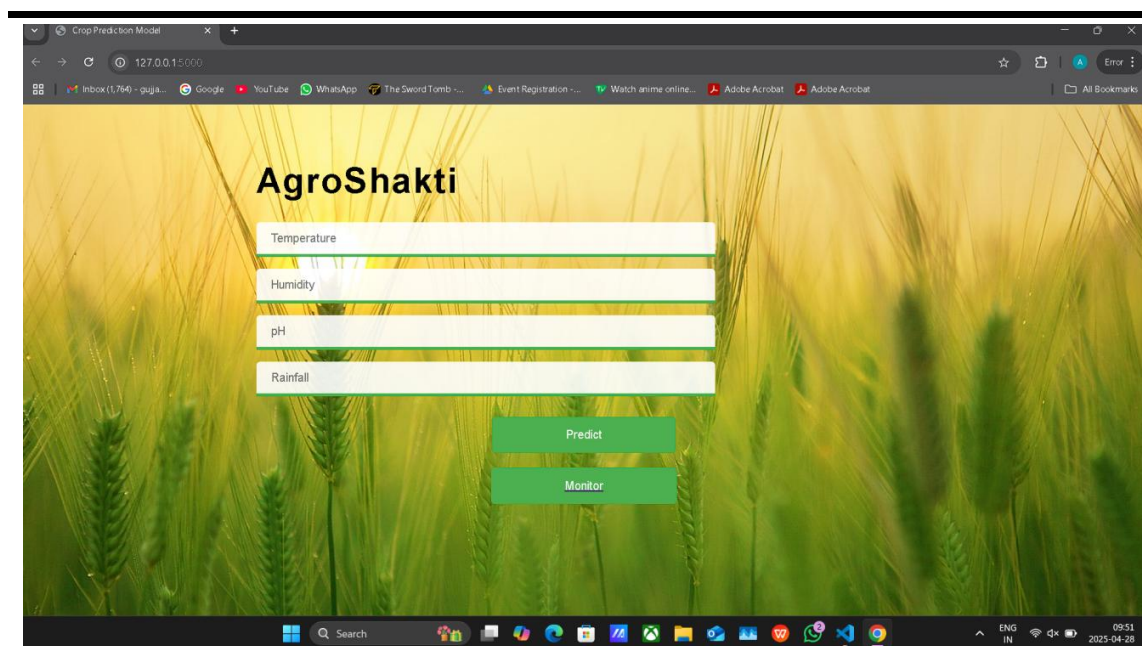 Crop Prediction Model
127.0.0.1:5000
Error
Inbox (1,764) - gujja... Google YouTube WhatsApp The Sword Tomb -... Event Registration -... Watch anime online... Adobe Acrobat Adobe Acrobat All Bookmarks
AgroShakti
Temperature
Humidity
pH
Rainfall
Predict
Monitor
Search
ENG
IN
09:51
2025-04-28